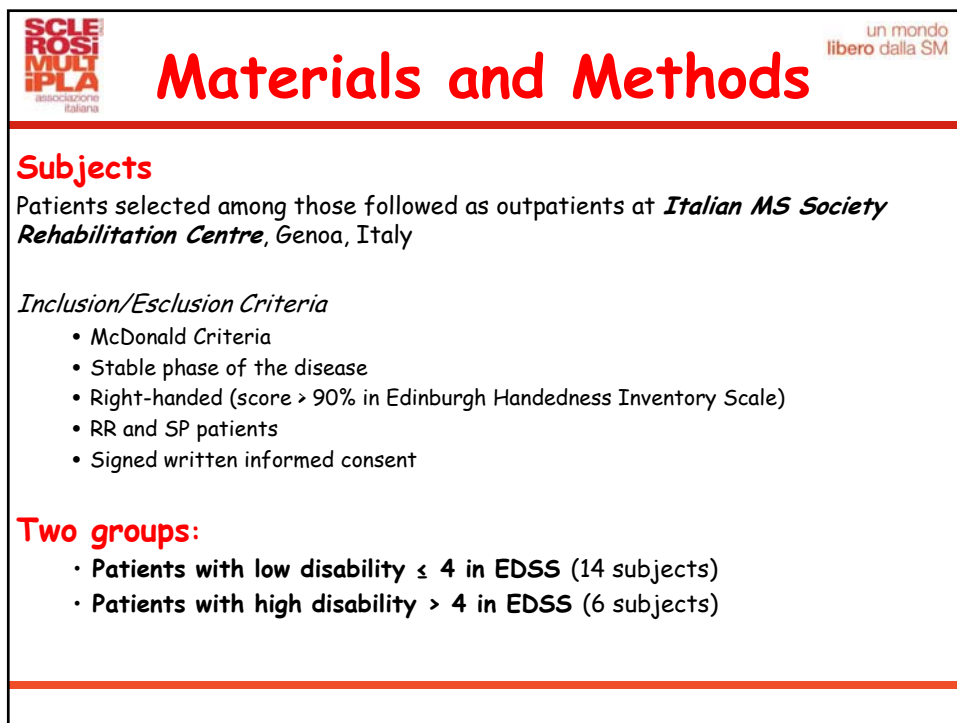 SCLE
ROSi
MULT
iPLA
associazione
italiana
un mondo
libero dalla SM
Materials and Methods
Subjects
Patients selected among those followed as outpatients at Italian MS Society
Rehabilitation Centre, Genoa, Italy
Inclusion/Esclusion Criteria
• McDonald Criteria
• Stable phase of the disease
• Right-handed (score > 90% in Edinburgh Handedness Inventory Scale)
• RR and SP patients
• Signed written informed consent
Two groups:
• Patients with low disability ≤ 4 in EDSS (14 subjects)
• Patients with high disability > 4 in EDSS (6 subjects)